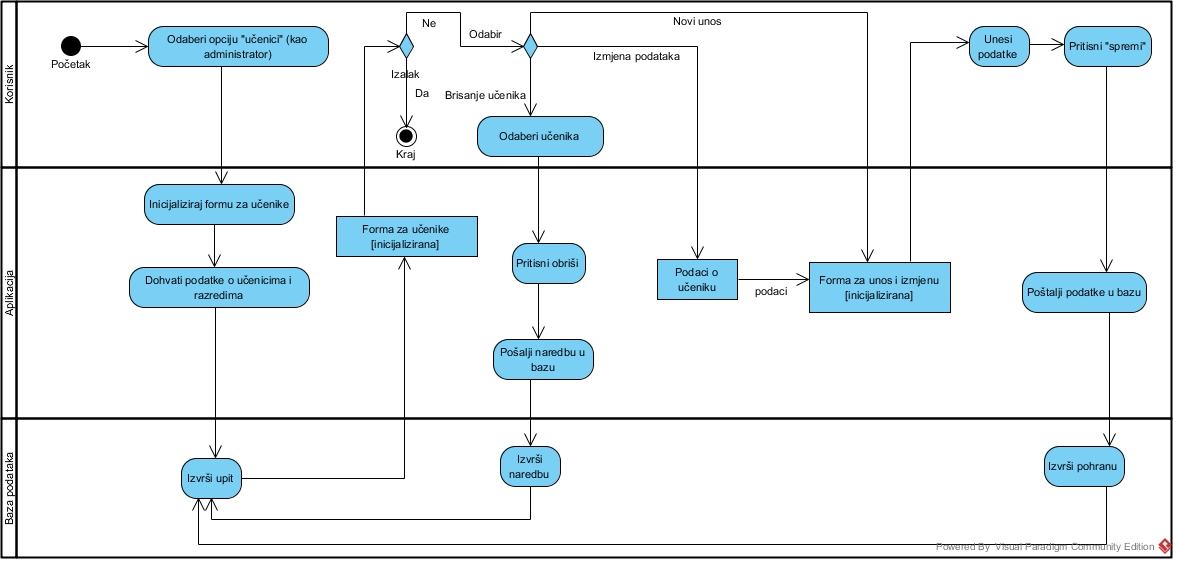 Korisnik
Početak
Odaberi opciju "učenici" (kao
administrator)
Ne
Izalak
Da
Kraj
Odabir
Novi unos
Izmjena podataka
Brisanje učenika
Odaberi učenika
Unesi
podatke
Pritisni "spremi"
Aplikacija
Inicijaliziraj formu za učenike
Dohvati podatke o učenicima i
razredima
Forma za učenike
[inicijalizirana]
Pritisni obriši
Pošalji naredbu u
bazu
Podaci o
učeniku
podaci
Forma za unos i izmjenu
[inicijalizirana]
Poštalji podatke u bazu
Baza podataka
Izvrši upit
Izvrši
naredbu
Izvrši pohranu
Powered By Visual Paradigm Community Edition